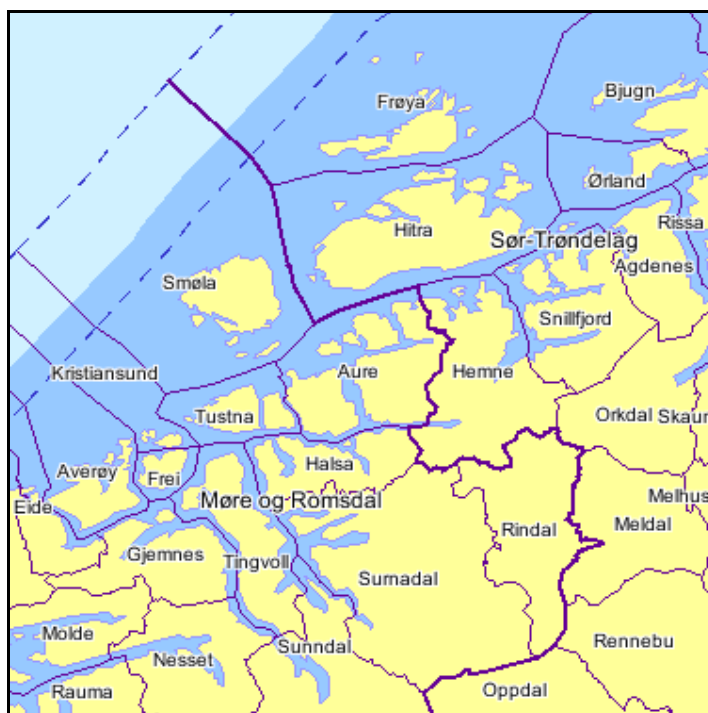 Bjugn
Frøya
Ørland
Rissa
Hitra
Sør-Trøndelag
Agdenes
Smøla
Snillfjord
Kristiansund
Aure
Hemne
Tustna
Orkdal
Skaun
Averøy
Frei
Halsa
Eide
Møre og Romsdal
Melhus
Rindal
Meldal
Gjemnes
Tingvoll
Surnadal
Molde
Nesset
Sunndal
Rennebu
Rauma
Oppdal